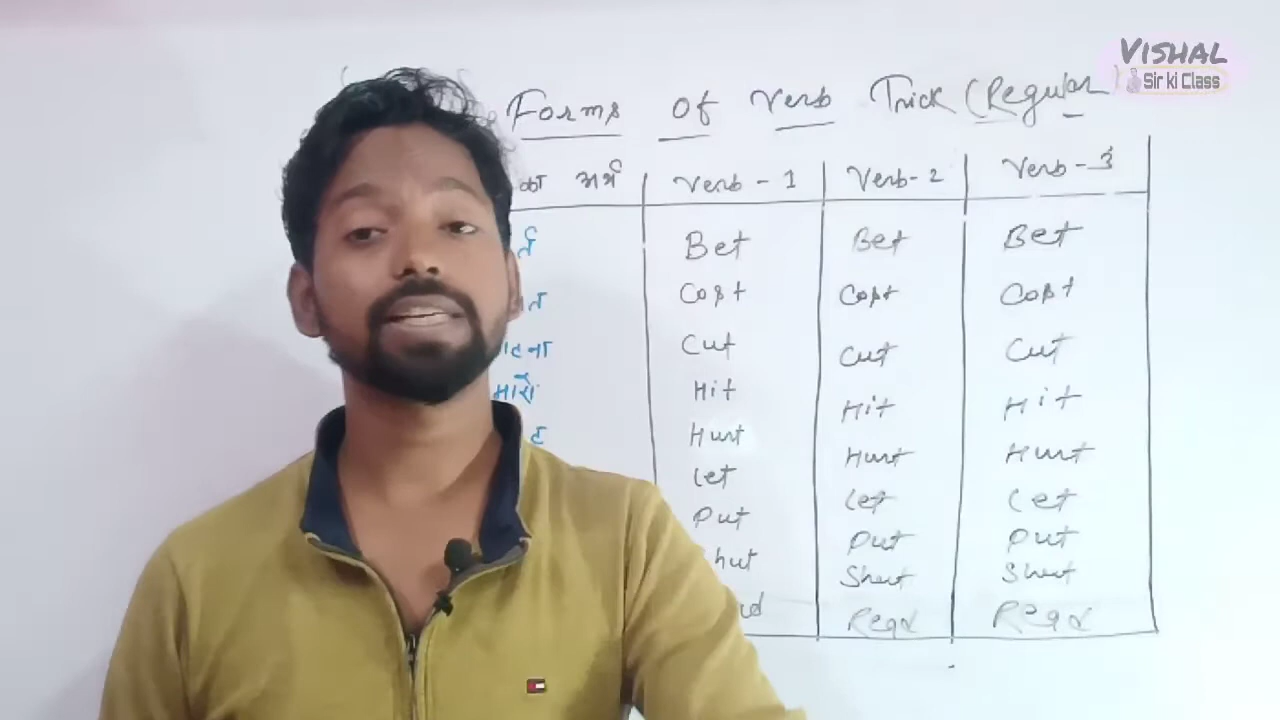 VISHAL
Sir ki Class
Forms of Verb Trick (Regular)
का अर्थ Verb - 1 Verb - 2 Verb - 3
Bet Bet Bet
Cost Cost Cost
Cut Cut Cut
Hit Hit Hit
Hurt Hurt Hurt
Let Let Let
Put Put Put
hut Shut Shut
Read Read